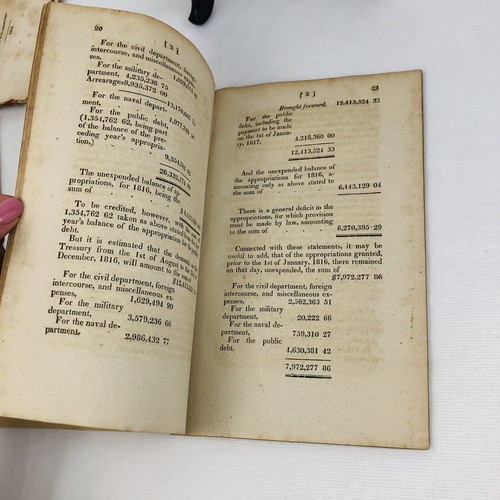 20
[ 2 ]
For the civil department, foreign
intercourse, and miscellaneous expen-
ses,
For the military de-
partment, 4,235,236 75
Arrearages 8,935,372 00
For the naval depart-
ment,
For the public debt,
(1,354,762 62, being part
of the balance of the pre-
ceding year's appropria-
tion,)
The unexpended balance of ap-
propriations, for 1816, being the
sum of
To be credited, however, with the
1,354,762 62 taken as above stated from the
year's balance of the appropriation for the public
debt.
But it is estimated that the demands on the
Treasury from the 1st of August to the
December, 1816, will amount to the sum
For the civil department, foreign
intercourse, and miscellaneous ex-
penses, 1,629,494 90
For the military
department, 3,579,236 66
For the naval de-
partment, 2,986,432 77
[ 2 ]
Brought forward, 12,413,524 33
For the public
debt, including the
payment to be made
on the 1st of Janua-
ry, 1817. 4,218,360 00
12,413,524 33
And the unexpended balance of the
appropriations for 1816, a-
mounting only as above stated to
the sum of 6,143,129 04
There is a general deficit in the
appropriations, for which provision
must be made by law, amounting
to the sum of 6,270,395 29
Connected with these statements, it may be
useful to add, that of the appropriations granted,
prior to the 1st of January, 1816, there remained
on that day, unexpended, the sum of
$7,972,277 86
For the civil department, foreign
intercourse, and miscellaneous ex-
penses, 2,562,363 51
For the military
department, 20,222 66
For the naval de-
partment, 759,310 27
For the public
debt, 4,630,381 42
7,972,277 86